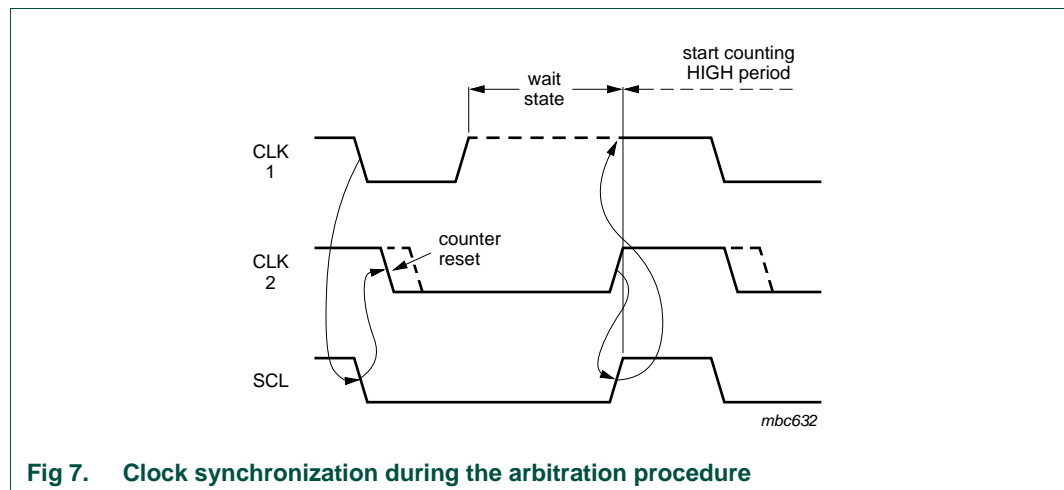 start counting
HIGH period
wait
state
CLK
1
counter
reset
CLK
2
SCL
mbc632
Fig 7. Clock synchronization during the arbitration procedure